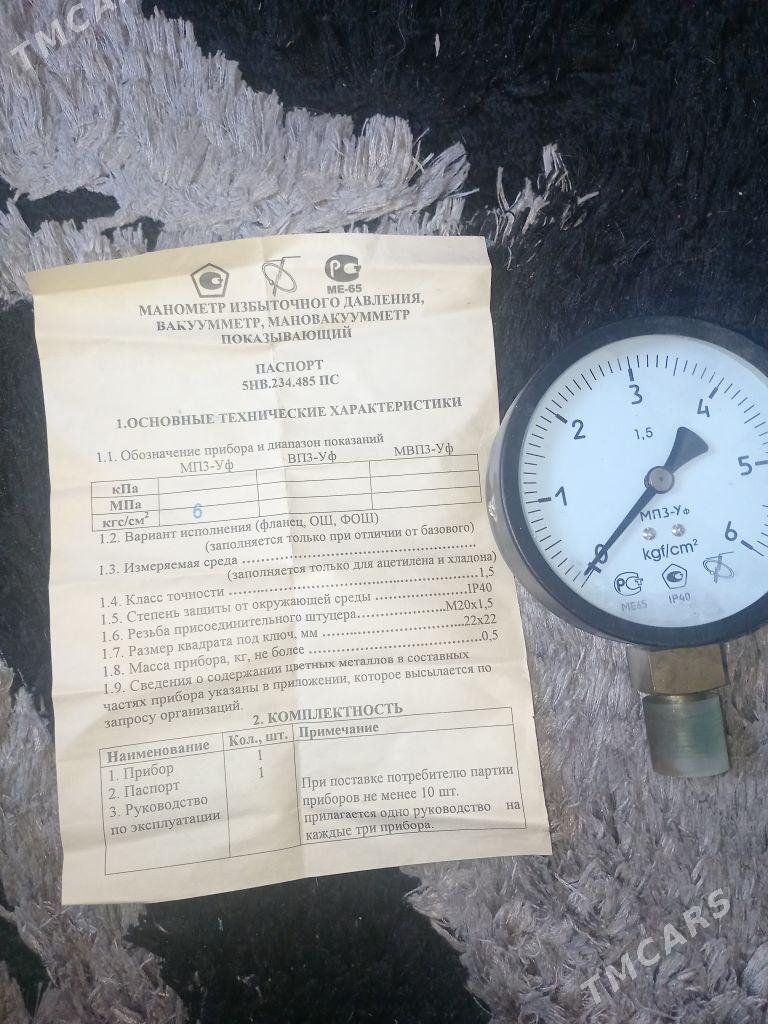 TMCARS
МЕ-65
МАНОМЕТР ИЗБЫТОЧНОГО ДАВЛЕНИЯ,
ВАКУУММЕТР, МАНОВАКУУММЕТР
ПОКАЗЫВАЮЩИЙ
ПАСПОРТ
5НВ.234.485 ПС
1.ОСНОВНЫЕ ТЕХНИЧЕСКИЕ ХАРАКТЕРИСТИКИ
1.1. Обозначение прибора и диапазон показаний
МП3-Уф ВП3-Уф МВП3-Уф
кПа
МПа
кгс/см² 6
1.2. Вариант исполнения (фланец, ОШ, ФОШ)
(заполняется только при отличии от базового)
1.3. Измеряемая среда
(заполняется только для ацетилена и хладона)
1.4. Класс точности 1,5
1.5. Степень защиты от окружающей среды IP40
1.6. Резьба присоединительного штуцера М20х1,5
1.7. Размер квадрата под ключ, мм 22х22
1.8. Масса прибора, кг, не более 0,5
1.9. Сведения о содержании цветных металлов в составных
частях прибора указаны в приложении, которое высылается по
запросу организаций.
2. КОМПЛЕКТНОСТЬ
Наименование Кол., шт. Примечание
1. Прибор 1
2. Паспорт 1
3. Руководство
по эксплуатации
При поставке потребителю партии
приборов не менее 10 шт.
прилагается одно руководство на
каждые три прибора.
0 1 2 3 4 5 6
1,5
МП3-Уф
kgf/cm²
МЕ65 IP40
TMCARS